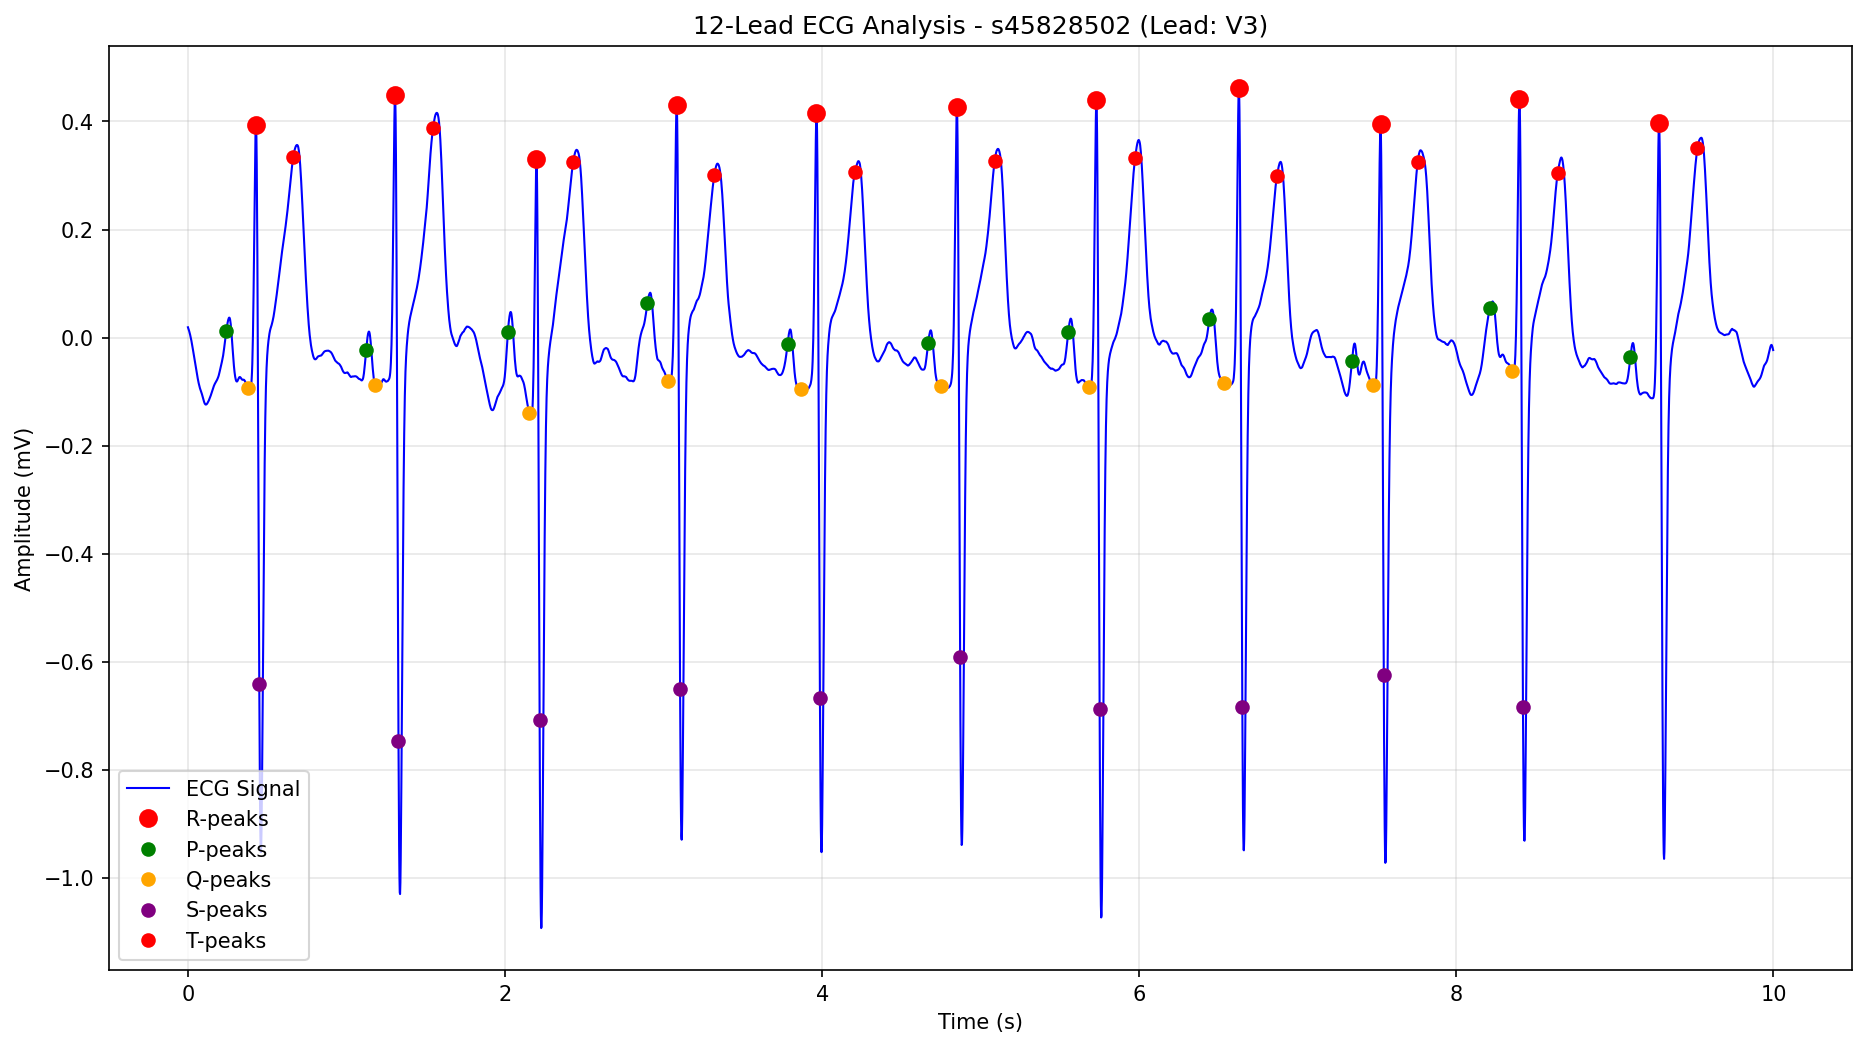 12-Lead ECG Analysis - s45828502 (Lead: V3)
Amplitude (mV)
0.4
0.2
0.0
−0.2
−0.4
−0.6
−0.8
−1.0
ECG Signal
R-peaks
P-peaks
Q-peaks
S-peaks
T-peaks
0 2 4 6 8 10
Time (s)